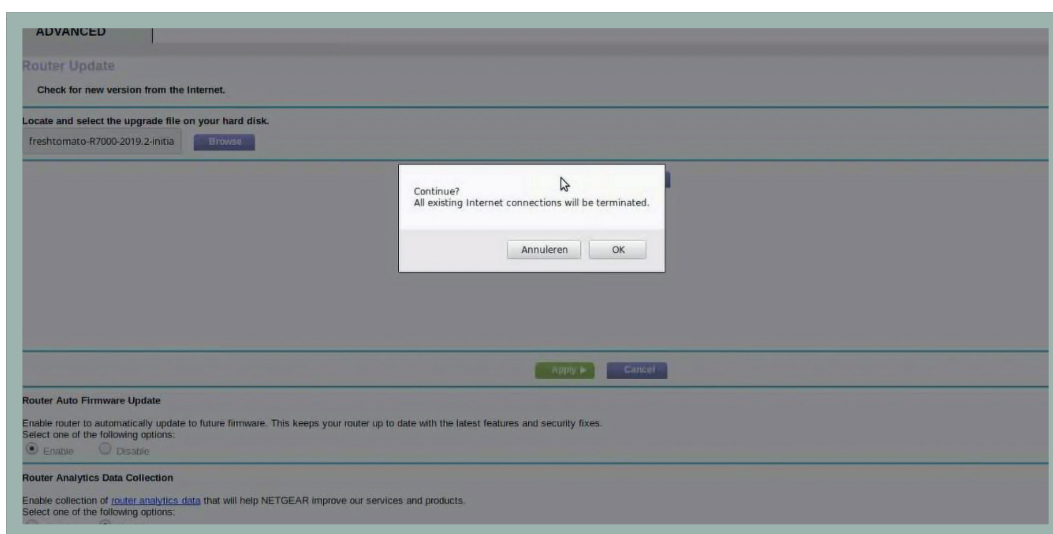 ADVANCED
Router Update
Check for new version from the Internet.
Locate and select the upgrade file on your hard disk.
freshtomato-R7000-2019.2-initia Browse
Continue?
All existing Internet connections will be terminated.
Annuleren OK
Apply ▶ Cancel
Router Auto Firmware Update
Enable router to automatically update to future firmware. This keeps your router up to date with the latest features and security fixes.
Select one of the following options:
Enable Disable
Router Analytics Data Collection
Enable collection of router analytics data that will help NETGEAR improve our services and products.
Select one of the following options: